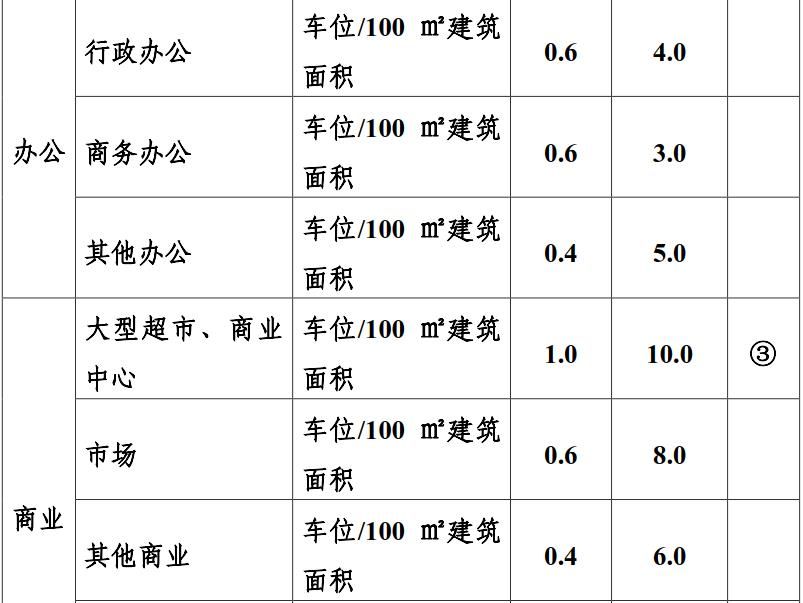 办公
行政办公
车位/100 ㎡建筑
面积
0.6
4.0
商务办公
车位/100 ㎡建筑
面积
0.6
3.0
其他办公
车位/100 ㎡建筑
面积
0.4
5.0
商业
大型超市、商业
中心
车位/100 ㎡建筑
面积
1.0
10.0
③
市场
车位/100 ㎡建筑
面积
0.6
8.0
其他商业
车位/100 ㎡建筑
面积
0.4
6.0